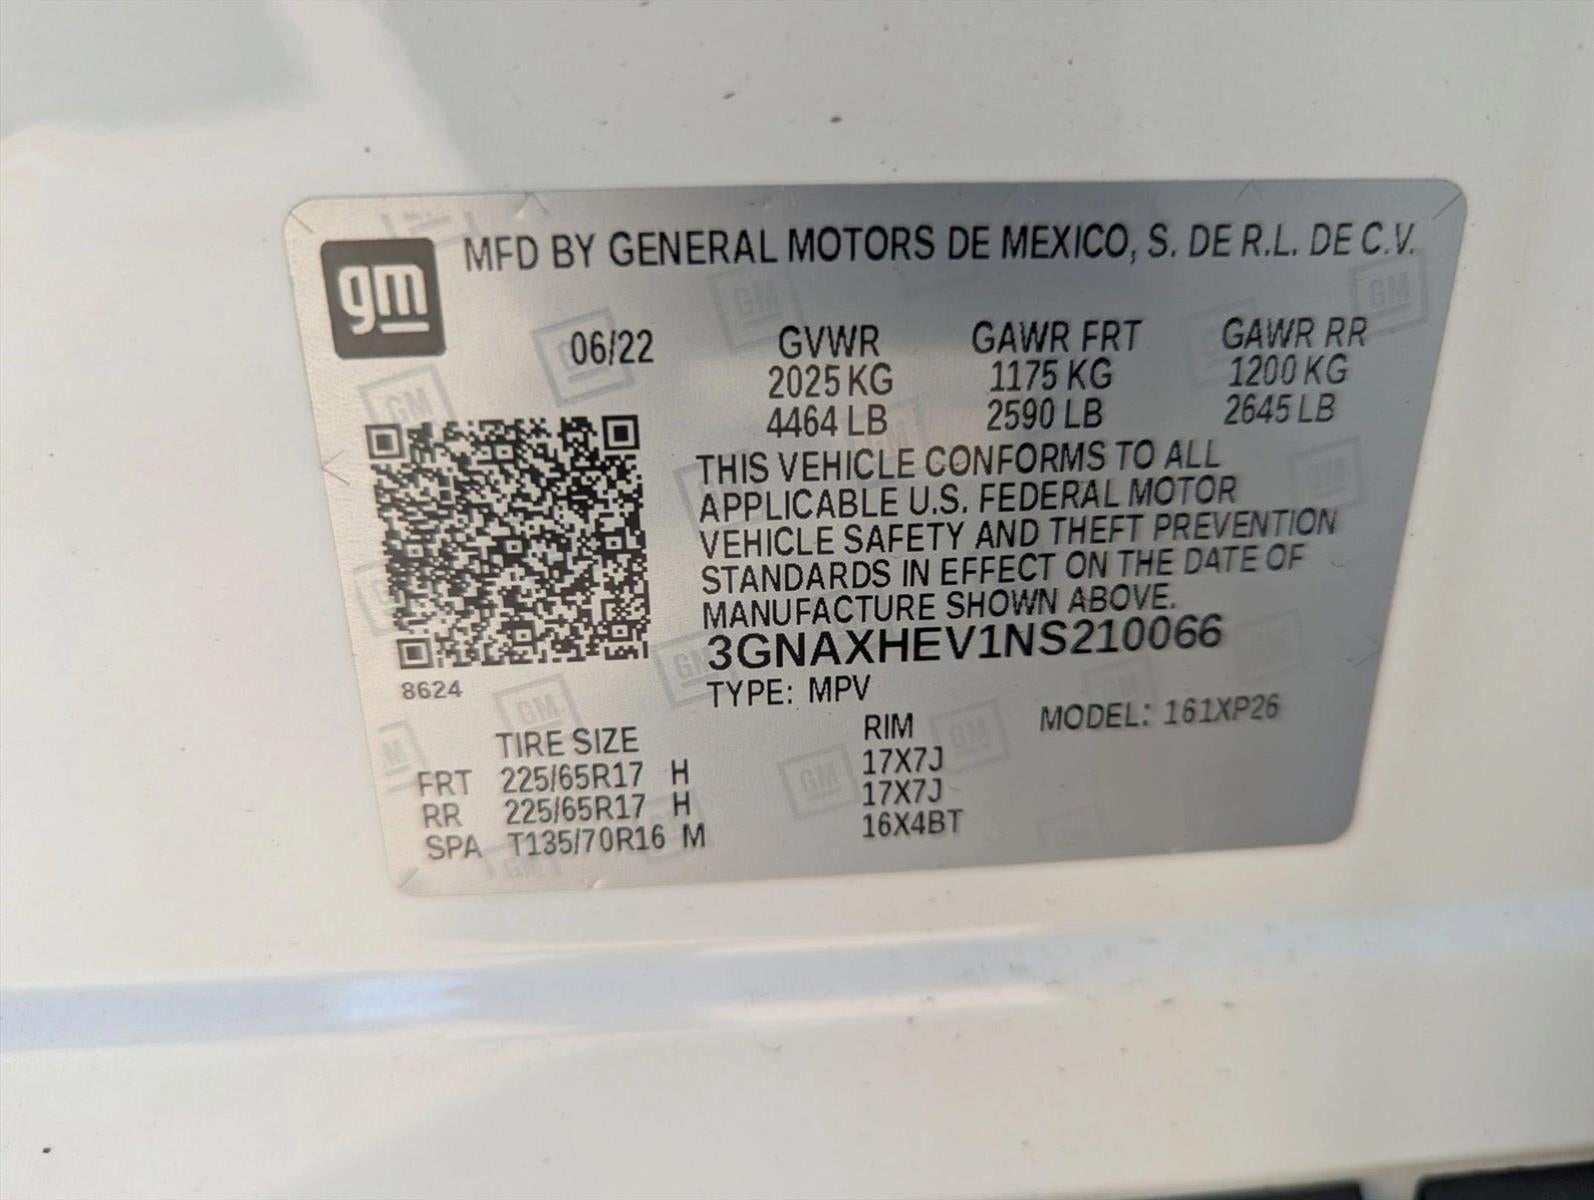 gm
MFD BY GENERAL MOTORS DE MEXICO, S. DE R.L. DE C.V.
06/22 GVWR GAWR FRT GAWR RR
2025 KG 1175 KG 1200 KG
4464 LB 2590 LB 2645 LB
THIS VEHICLE CONFORMS TO ALL
APPLICABLE U.S. FEDERAL MOTOR
VEHICLE SAFETY AND THEFT PREVENTION
STANDARDS IN EFFECT ON THE DATE OF
MANUFACTURE SHOWN ABOVE.
3GNAXHEV1NS210066
8624
TYPE: MPV
TIRE SIZE RIM MODEL: 161XP26
FRT 225/65R17 H 17X7J
RR 225/65R17 H 17X7J
SPA T135/70R16 M 16X4BT